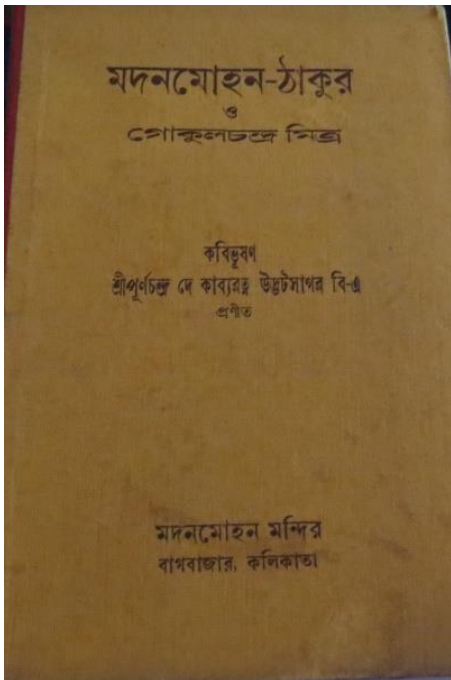 মদনমোহন-ঠাকুর
ও
গোকুলচন্দ্র মিত্র
কবিভূষণ
শ্রীপূর্ণচন্দ্র দে কাব্যরত্ন উদ্ভটসাগর বি-এ
প্রণীত
মদনমোহন মন্দির
বাগবাজার, কলিকাতা